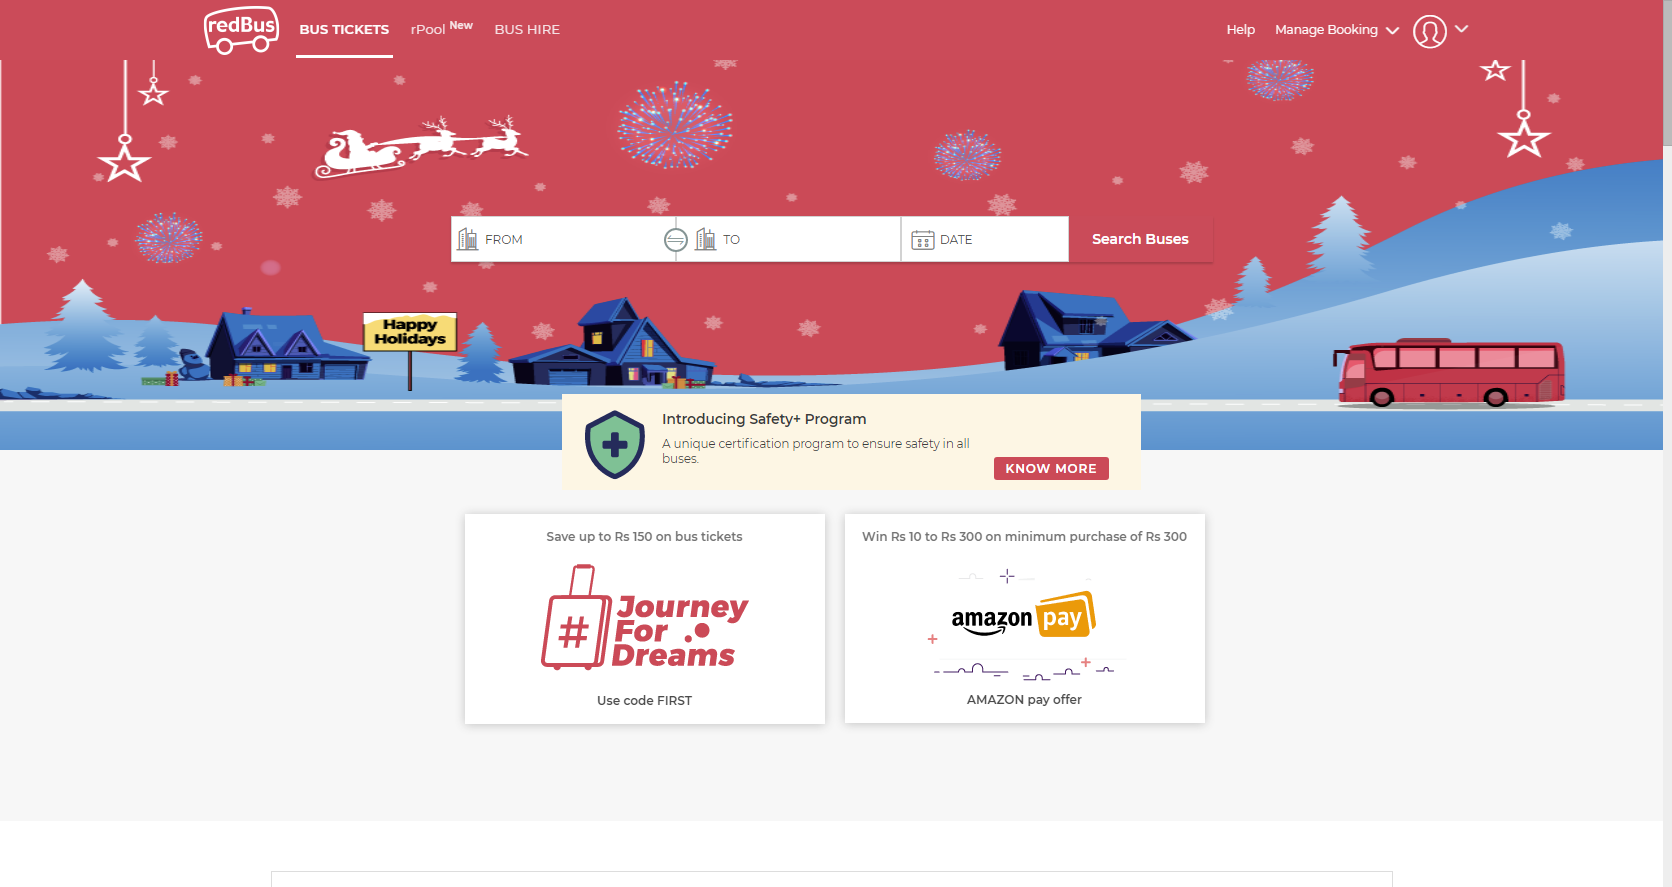 redBus
BUS TICKETS
rPool New
BUS HIRE
Help
Manage Booking
FROM
TO
DATE
Search Buses
Happy
Holidays
Introducing Safety+ Program
A unique certification program to ensure safety in all
buses.
KNOW MORE
Save up to Rs 150 on bus tickets
# Journey
For
Dreams
Use code FIRST
Win Rs 10 to Rs 300 on minimum purchase of Rs 300
amazon pay
AMAZON pay offer